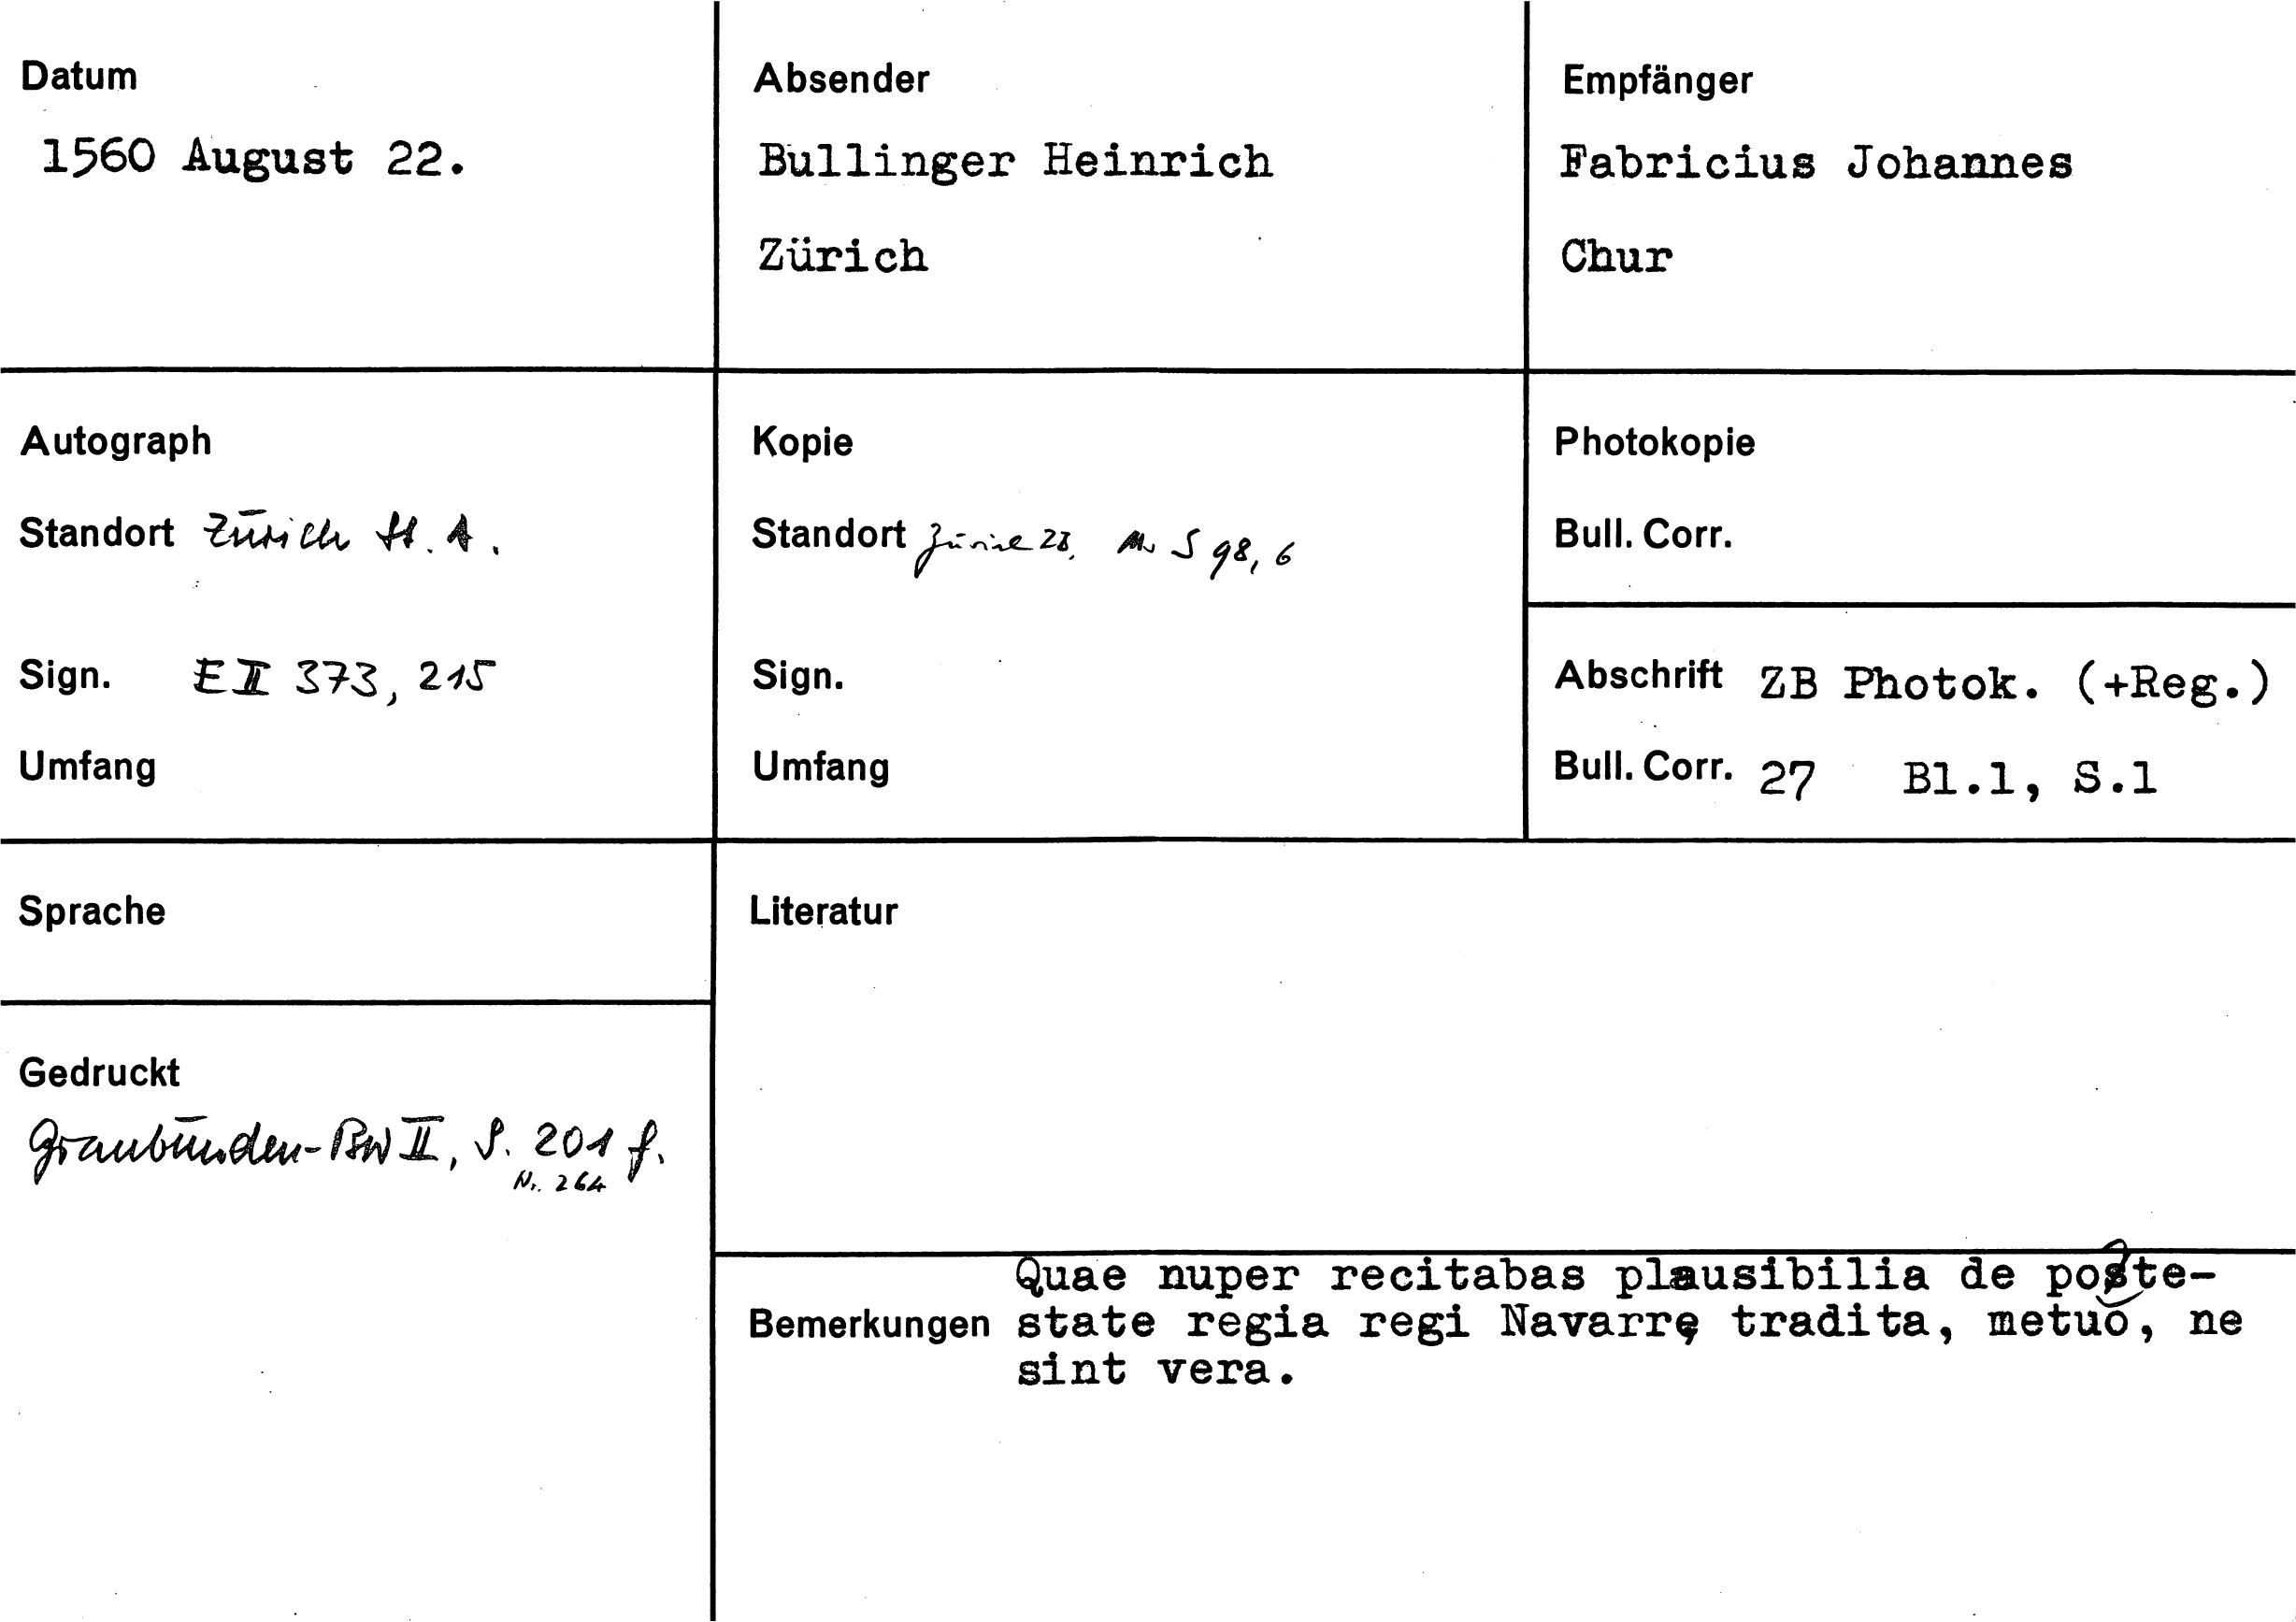 Datum
1560 August 22.
Absender
Bullinger Heinrich
Zürich
Empfänger
Fabricius Johannes
Chur
Autograph
Standort Zürich St. A.
Sign. E II 373, 215
Umfang
Kopie
Standort Zürich ZB, Ms S 98, 6
Sign.
Umfang
Photokopie
Bull. Corr.
Abschrift ZB Photok. (+Reg.)
Bull. Corr. 27 Bl.1, S.1
Sprache
Gedruckt
Graubünden-BW II, S. 201 f.
Nr. 264
Literatur
Bemerkungen
Quae nuper recitabas plausibilia de pote-
state regia regi Navarrę tradita, metuo, ne
sint vera.